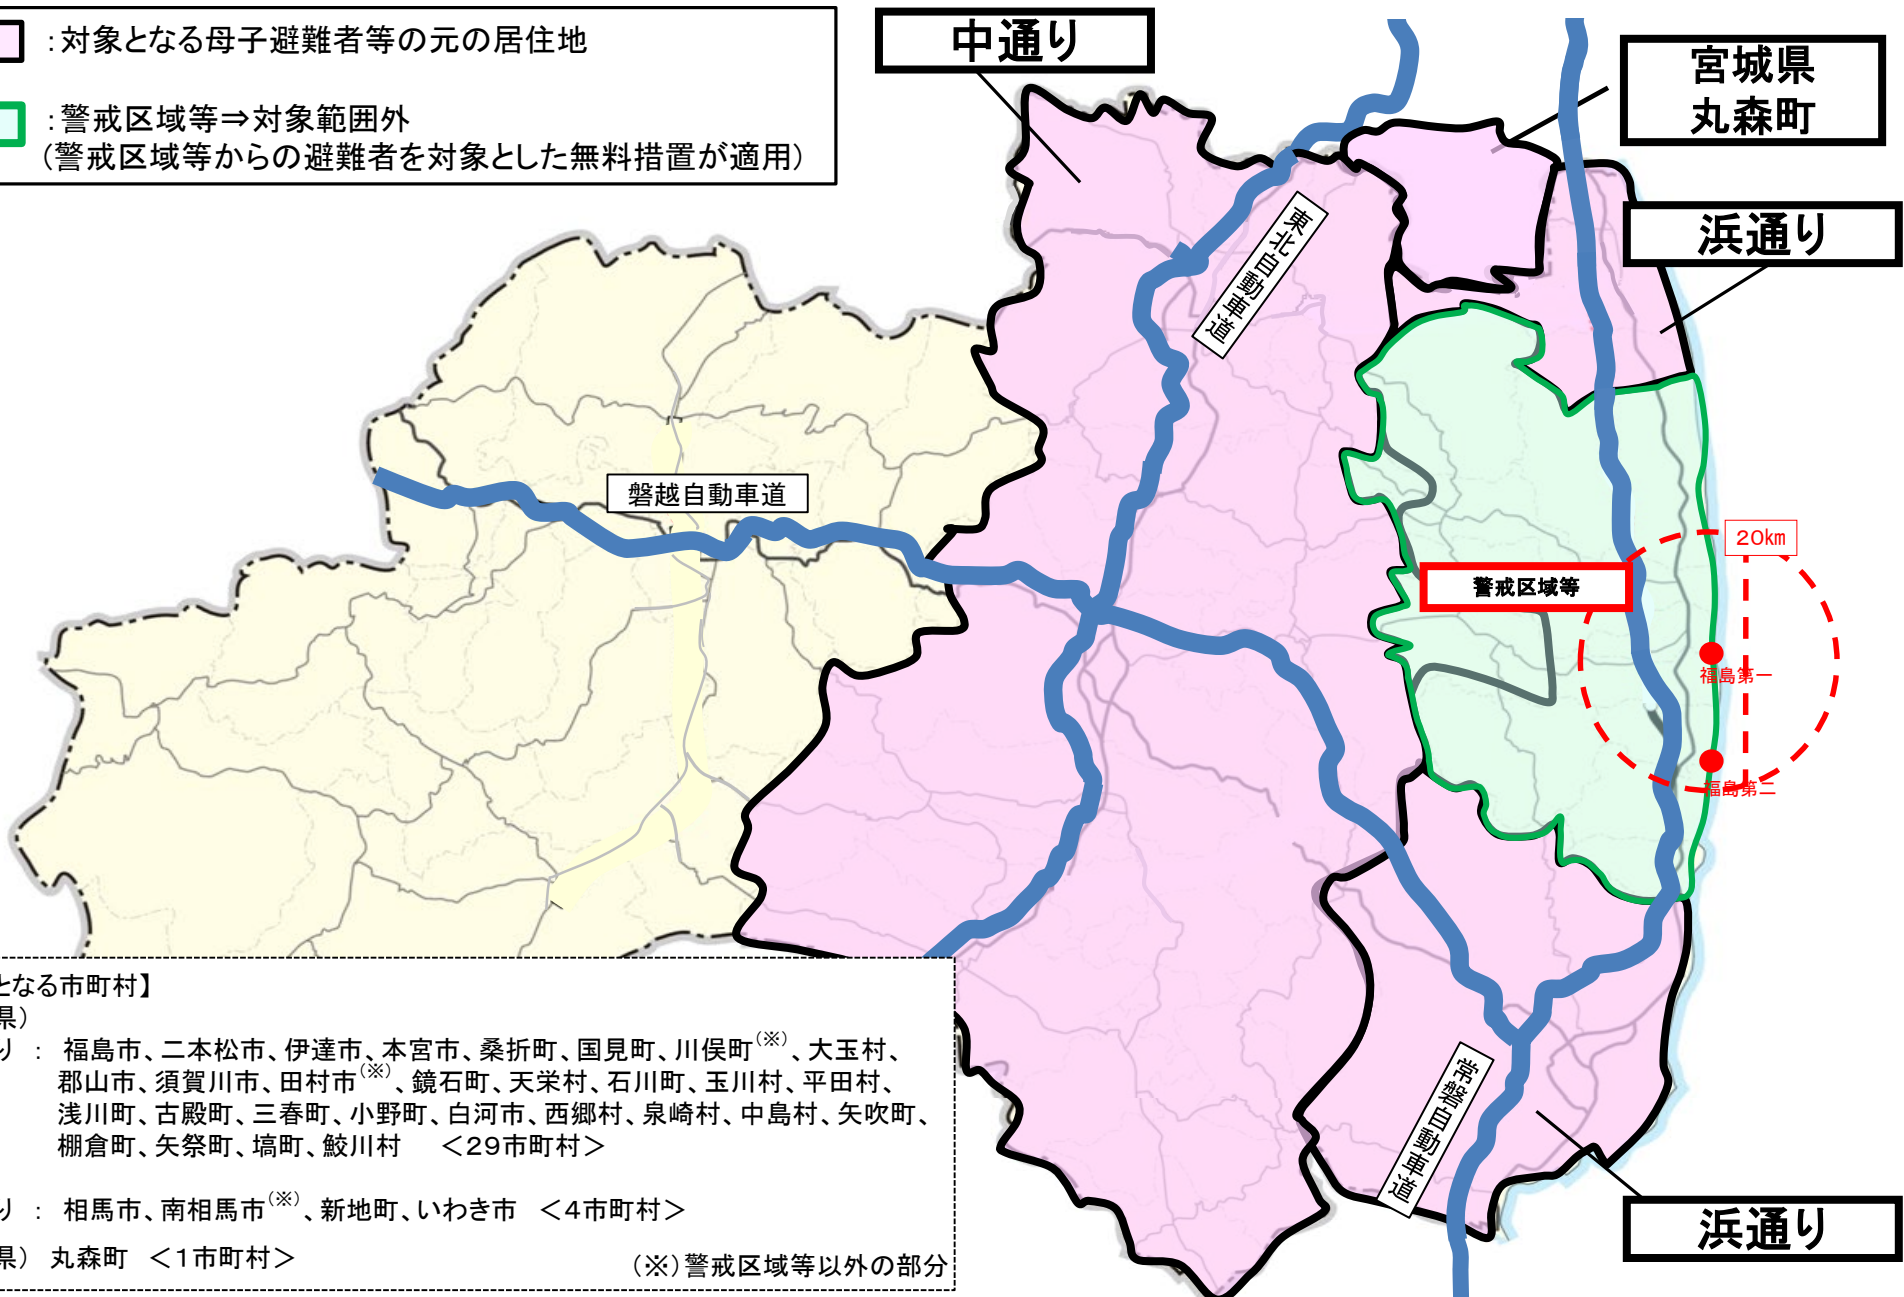 ：対象となる母子避難者等の元の居住地
：警戒区域等⇒対象範囲外
（警戒区域等からの避難者を対象とした無料措置が適用）
中通り
宮城県
丸森町
浜通り
東北自動車道
磐越自動車道
20km
警戒区域等
福島第一
福島第二
となる市町村】
県）
り ： 福島市、二本松市、伊達市、本宮市、桑折町、国見町、川俣町（※）、大玉村、
郡山市、須賀川市、田村市（※）、鏡石町、天栄村、石川町、玉川村、平田村、
浅川町、古殿町、三春町、小野町、白河市、西郷村、泉崎村、中島村、矢吹町、
棚倉町、矢祭町、塙町、鮫川村 ＜29市町村＞
り ： 相馬市、南相馬市（※）、新地町、いわき市 ＜4市町村＞
県） 丸森町 ＜1市町村＞
（※）警戒区域等以外の部分
常磐自動車道
浜通り